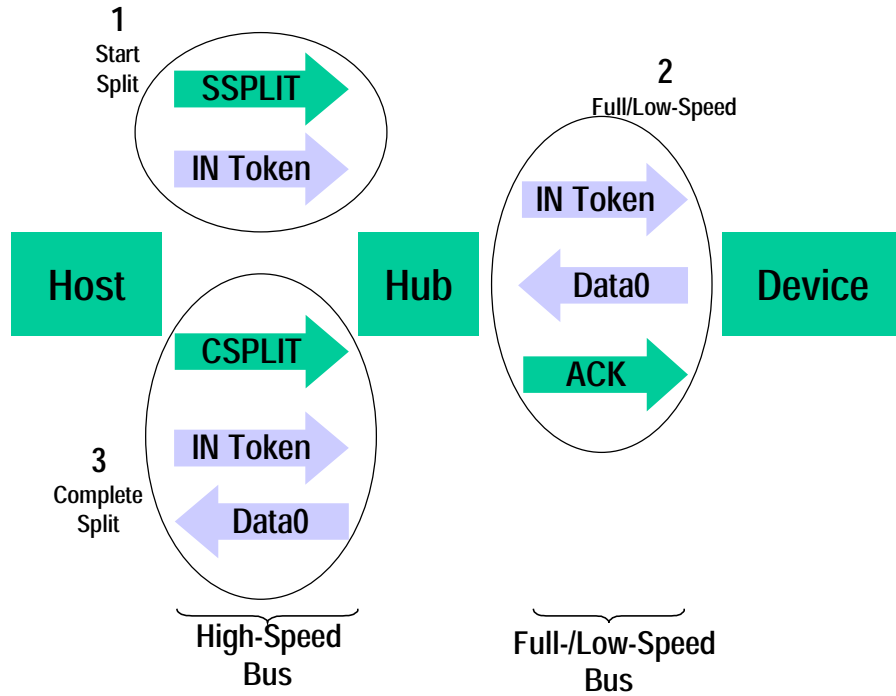 1
Start
Split
SSPLIT
IN Token
2
Full/Low-Speed
IN Token
Data0
ACK
Host
Hub
Device
CSPLIT
IN Token
Data0
3
Complete
Split
High-Speed
Bus
Full-/Low-Speed
Bus